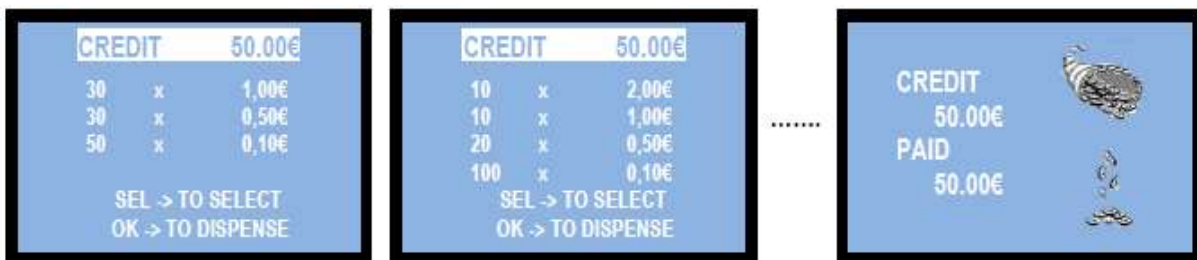 CREDIT 50.00€
30 x 1,00€
30 x 0,50€
50 x 0,10€
SEL -> TO SELECT
OK -> TO DISPENSE
CREDIT 50.00€
10 x 2,00€
10 x 1,00€
20 x 0,50€
100 x 0,10€
SEL -> TO SELECT
OK -> TO DISPENSE
.......
CREDIT
50.00€
PAID
50.00€